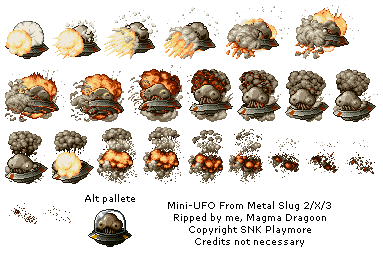 Alt pallete
Mini-UFO From Metal Slug 2/X/3
Ripped by me, Magma Dragoon
Copyright SNK Playmore
Credits not necessary